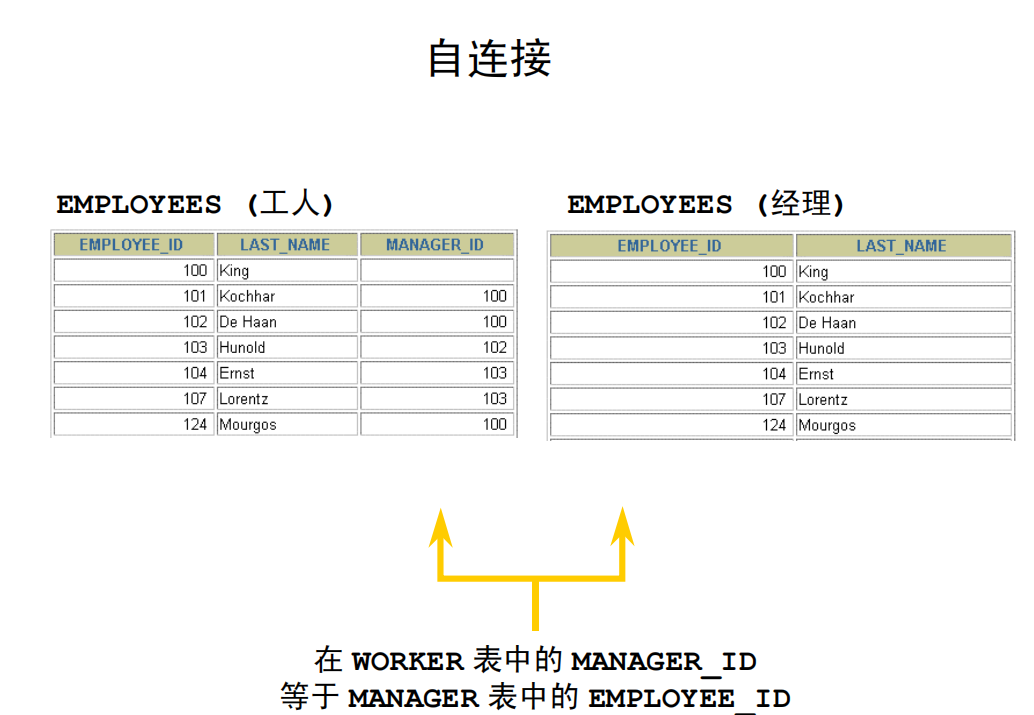 自连接
EMPLOYEES (工人)
EMPLOYEE_ID LAST_NAME MANAGER_ID
100 King
101 Kochhar 100
102 De Haan 100
103 Hunold 102
104 Ernst 103
107 Lorentz 103
124 Mourgos 100
EMPLOYEES (经理)
EMPLOYEE_ID LAST_NAME
100 King
101 Kochhar
102 De Haan
103 Hunold
104 Ernst
107 Lorentz
124 Mourgos
在 WORKER 表中的 MANAGER_ID
等于 MANAGER 表中的 EMPLOYEE_ID